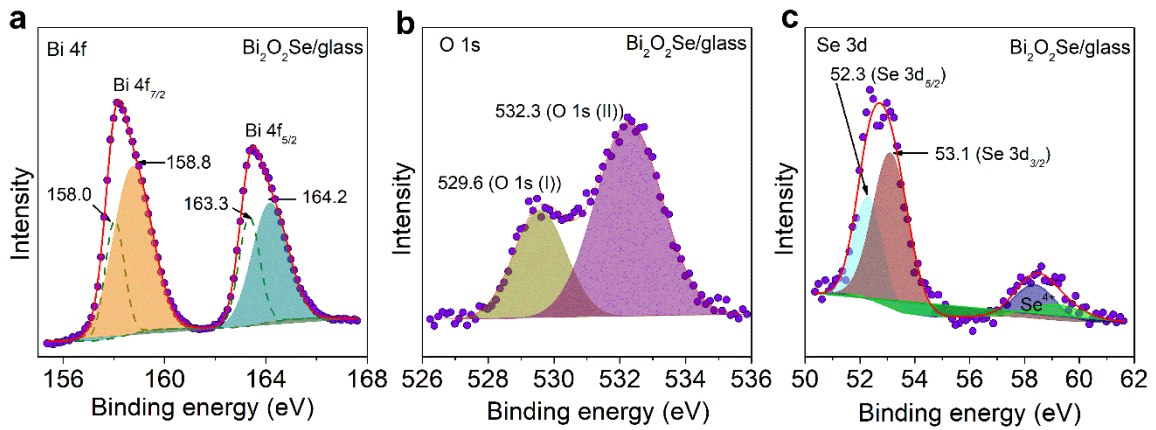 a
Bi 4f
Bi₂O₂Se/glass
Bi 4f₇/₂
Bi 4f₅/₂
158.8
158.0
163.3
164.2
Intensity
156 160 164 168
Binding energy (eV)
b
O 1s
Bi₂O₂Se/glass
532.3 (O 1s (II))
529.6 (O 1s (I))
Intensity
526 528 530 532 534 536
Binding energy (eV)
c
Se 3d
Bi₂O₂Se/glass
52.3 (Se 3d₅/₂)
53.1 (Se 3d₃/₂)
Se⁴⁺
Intensity
50 52 54 56 58 60 62
Binding energy (eV)